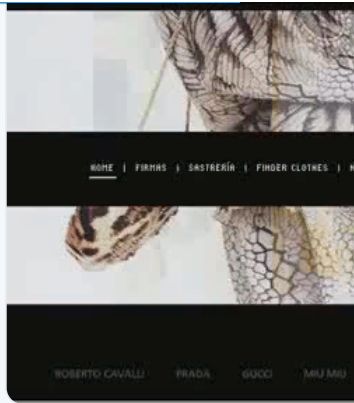 HOME | FIRMAS | SASTRERÍA | FINGER CLOTHES |
ROBERTO CAVALLI PRADA GUCCI MIU MIU